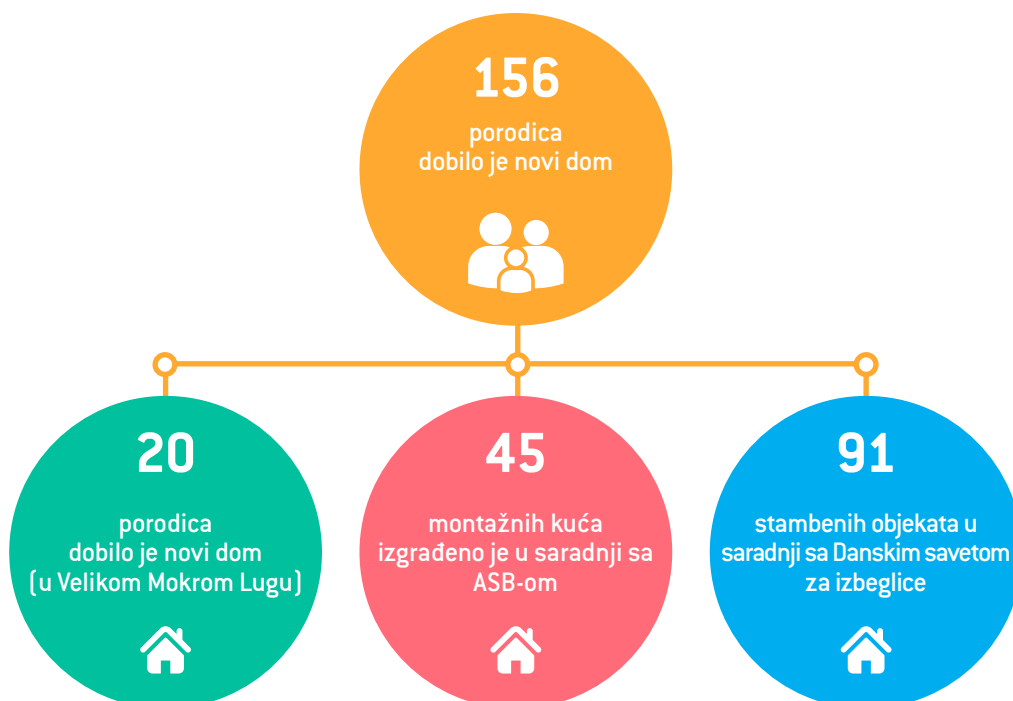 156
porodica
dobilo je novi dom
20
porodica
dobilo je novi dom
(u Velikom Mokrom Lugu)
45
montažnih kuća
izgrađeno je u saradnji sa
ASB-om
91
stambenih objekata u
saradnji sa Danskim savetom
za izbeglice